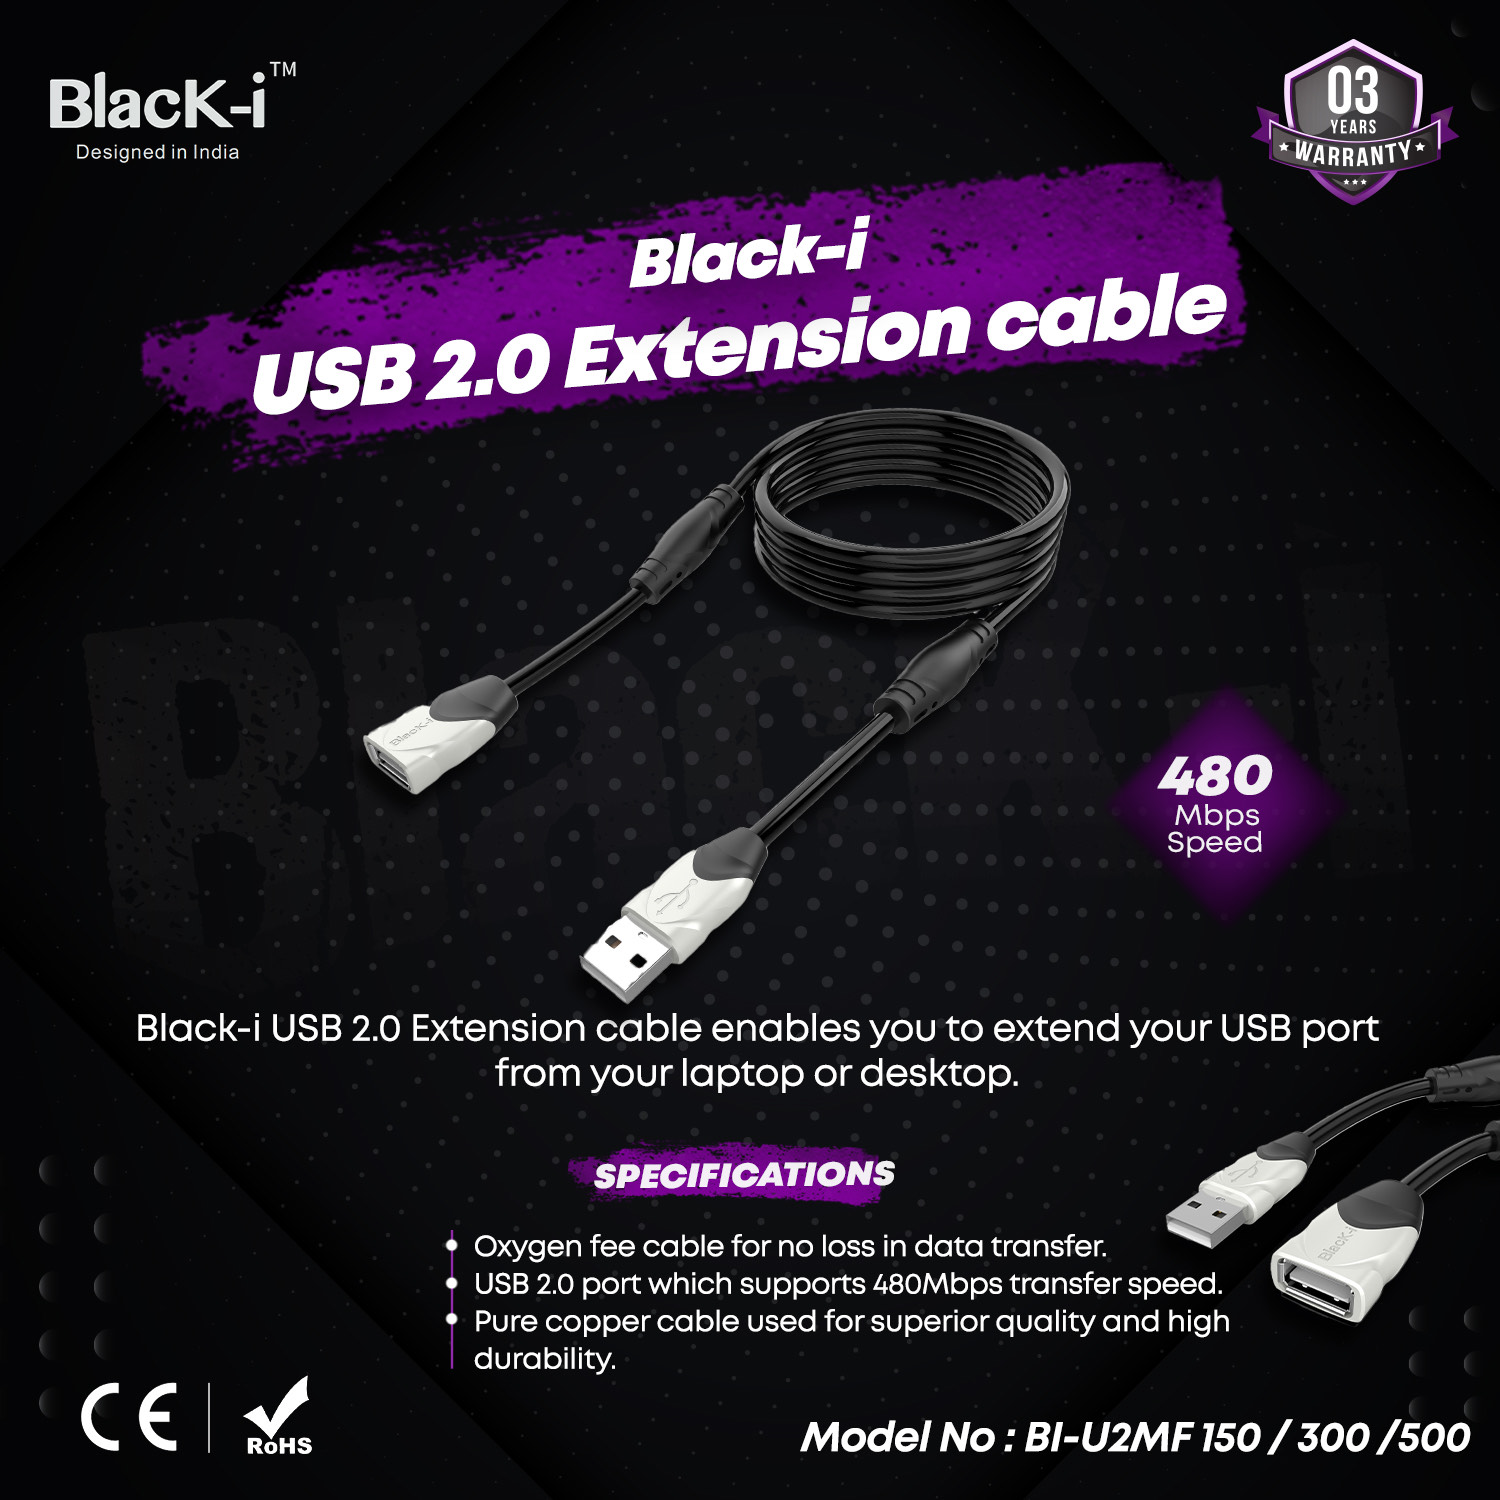 BlacK-i™
Designed in India
03
YEARS
WARRANTY
Black-i
USB 2.0 Extension cable
BlacK-i
BlacK-i
480
Mbps
Speed
Black-i USB 2.0 Extension cable enables you to extend your USB port
from your laptop or desktop.
SPECIFICATIONS
Oxygen fee cable for no loss in data transfer.
USB 2.0 port which supports 480Mbps transfer speed.
Pure copper cable used for superior quality and high
durability.
BlacK-i
CE
RoHS
Model No : BI-U2MF 150 / 300 /500